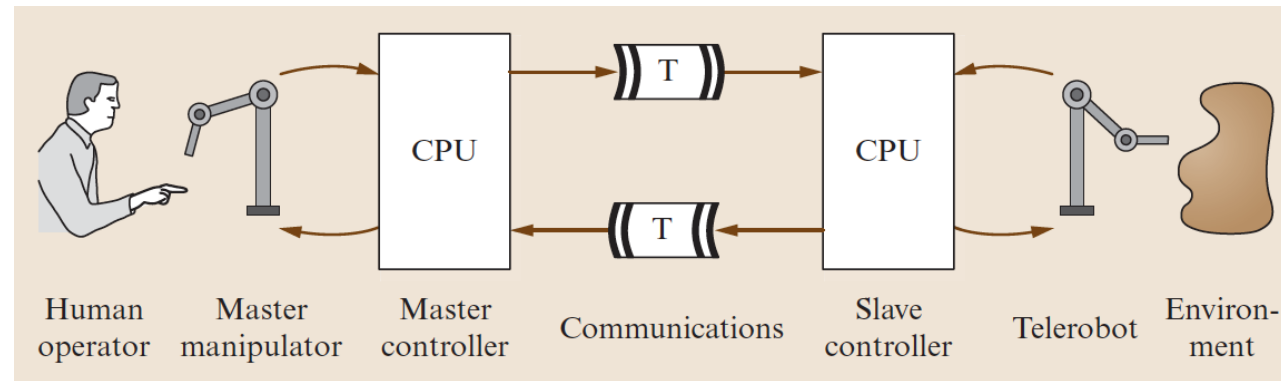 T
CPU
CPU
T
Human
operator
Master
manipulator
Master
controller
Communications
Slave
controller
Telerobot
Environ-
ment